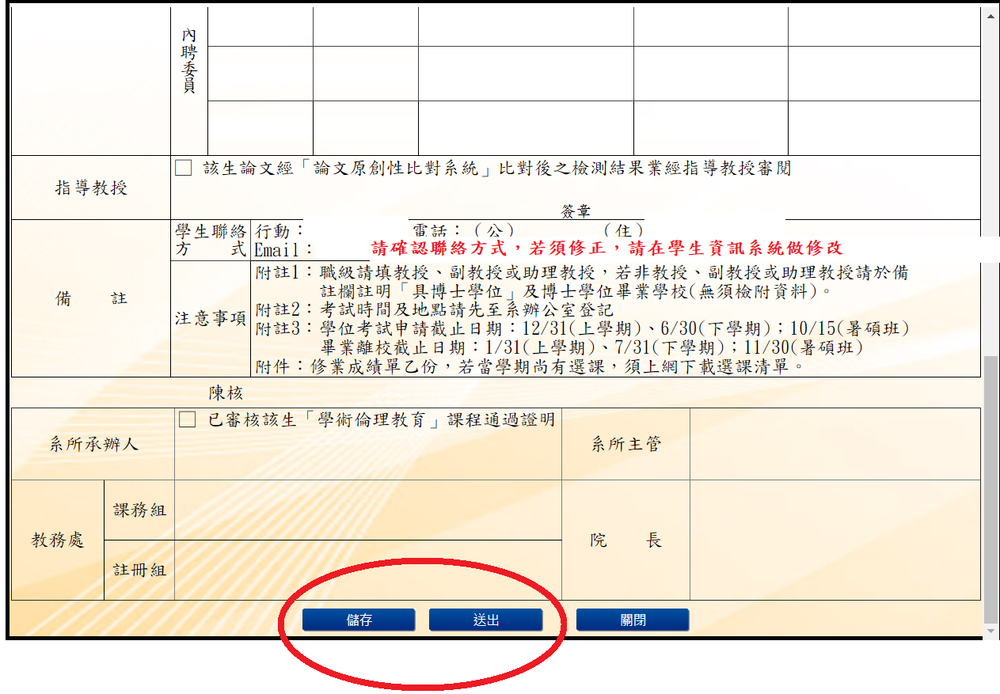 內聘委員
指導教授
□ 該生論文經「論文原創性比對系統」比對後之檢測結果業經指導教授審閱
簽章
備 註
學生聯絡方 式
行動： 電話：（公） （住）
Email：
請確認聯絡方式，若須修正，請在學生資訊系統做修改
注意事項
附註1：職級請填教授、副教授或助理教授，若非教授、副教授或助理教授請於備
註欄註明「具博士學位」及博士學位畢業學校(無須檢附資料)。
附註2：考試時間及地點請先至系辦公室登記
附註3：學位考試申請截止日期：12/31(上學期)、6/30(下學期)；10/15(暑碩班)
畢業離校截止日期：1/31(上學期)、7/31(下學期)；11/30(暑碩班)
附件：修業成績單乙份，若當學期尚有選課，須上網下載選課清單。
陳核
系所承辦人
□ 已審核該生「學術倫理教育」課程通過證明
系所主管
教務處
課務組
註冊組
院 長
儲存
送出
關閉